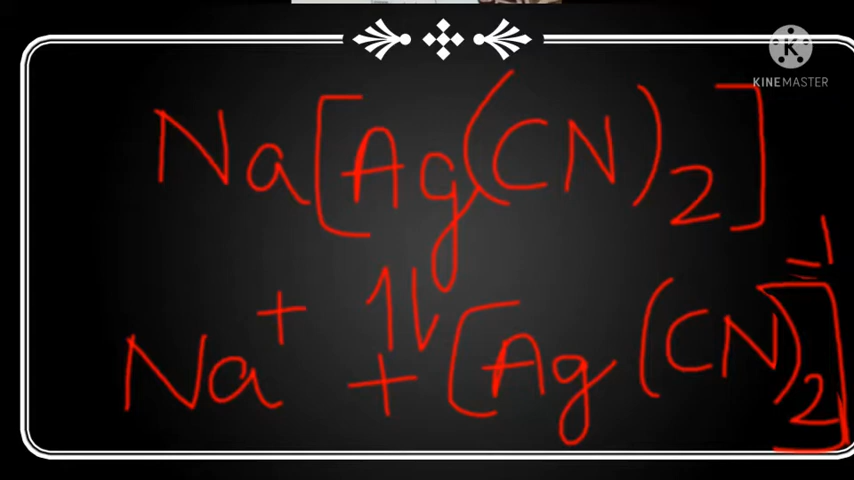 KINEMASTER
Na[Ag(CN)₂]
⇅
Na⁺ + [Ag(CN)₂]⁻¹